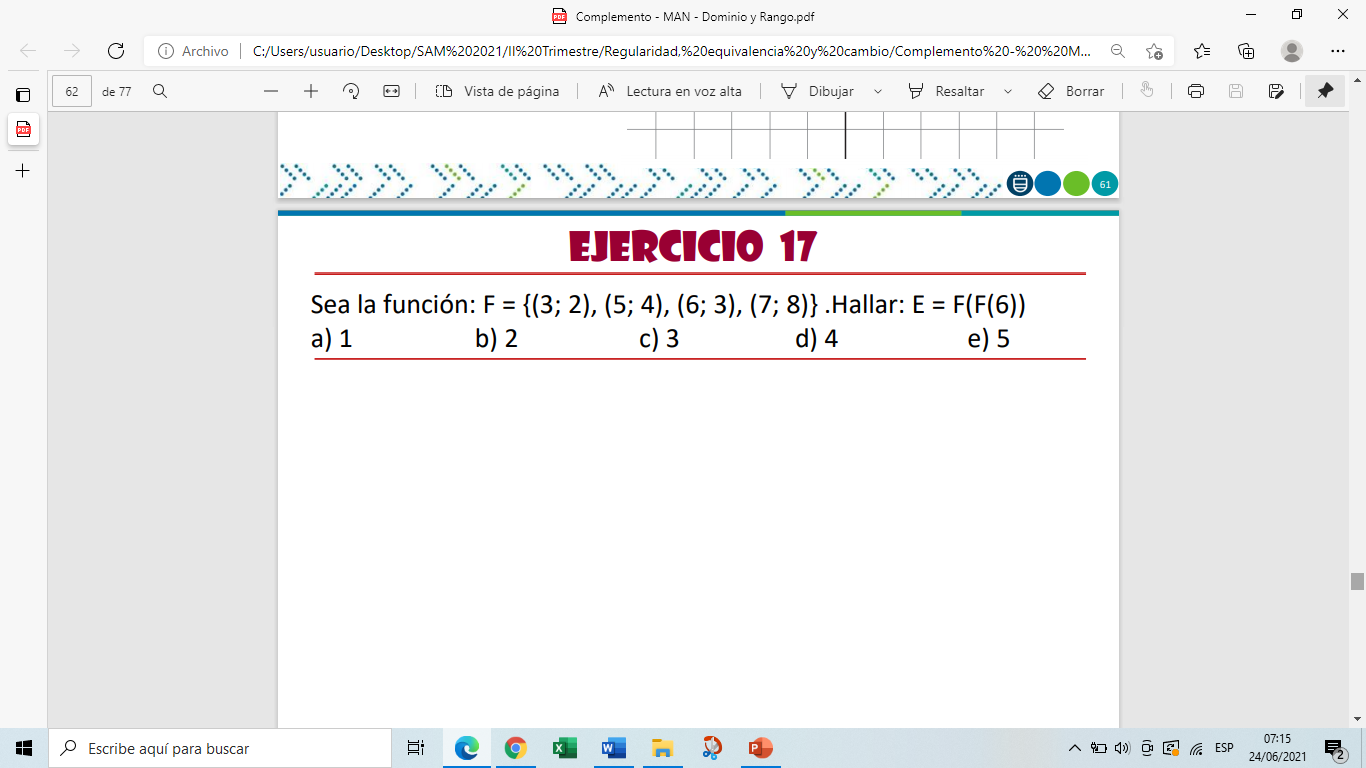 Complemento - MAN - Dominio y Rango.pdf
Archivo
C:/Users/usuario/Desktop/SAM%202021/II%20Trimestre/Regularidad,%20equivalencia%20y%20cambio/Complemento%20-%20%20M...
62
de 77
Vista de página
Lectura en voz alta
Dibujar
Resaltar
Borrar
61
EJERCICIO 17
Sea la función: F = {(3; 2), (5; 4), (6; 3), (7; 8)} .Hallar: E = F(F(6))
a) 1 b) 2 c) 3 d) 4 e) 5
Escribe aquí para buscar
ESP
07:15
24/06/2021
2